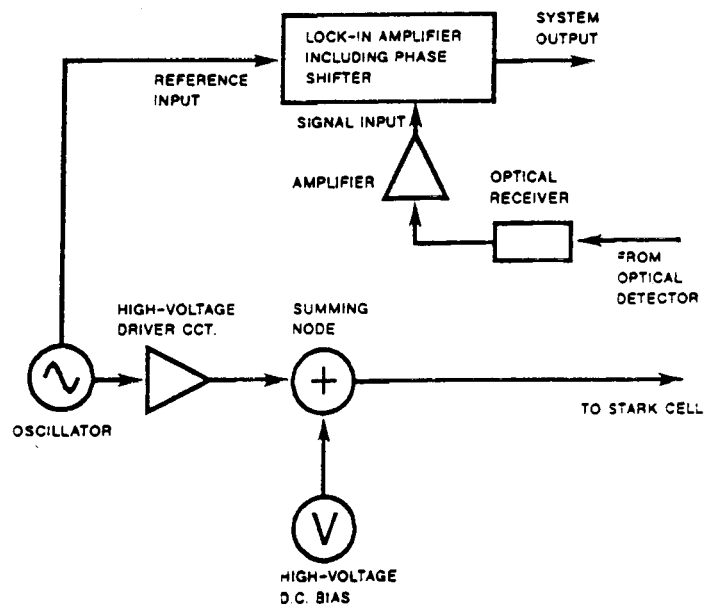 SYSTEM
OUTPUT
LOCK-IN AMPLIFIER
INCLUDING PHASE
SHIFTER
REFERENCE
INPUT
SIGNAL INPUT
AMPLIFIER
OPTICAL
RECEIVER
FROM
OPTICAL
DETECTOR
HIGH-VOLTAGE
DRIVER CCT.
SUMMING
NODE
+
OSCILLATOR
TO STARK CELL
V
HIGH-VOLTAGE
D.C. BIAS